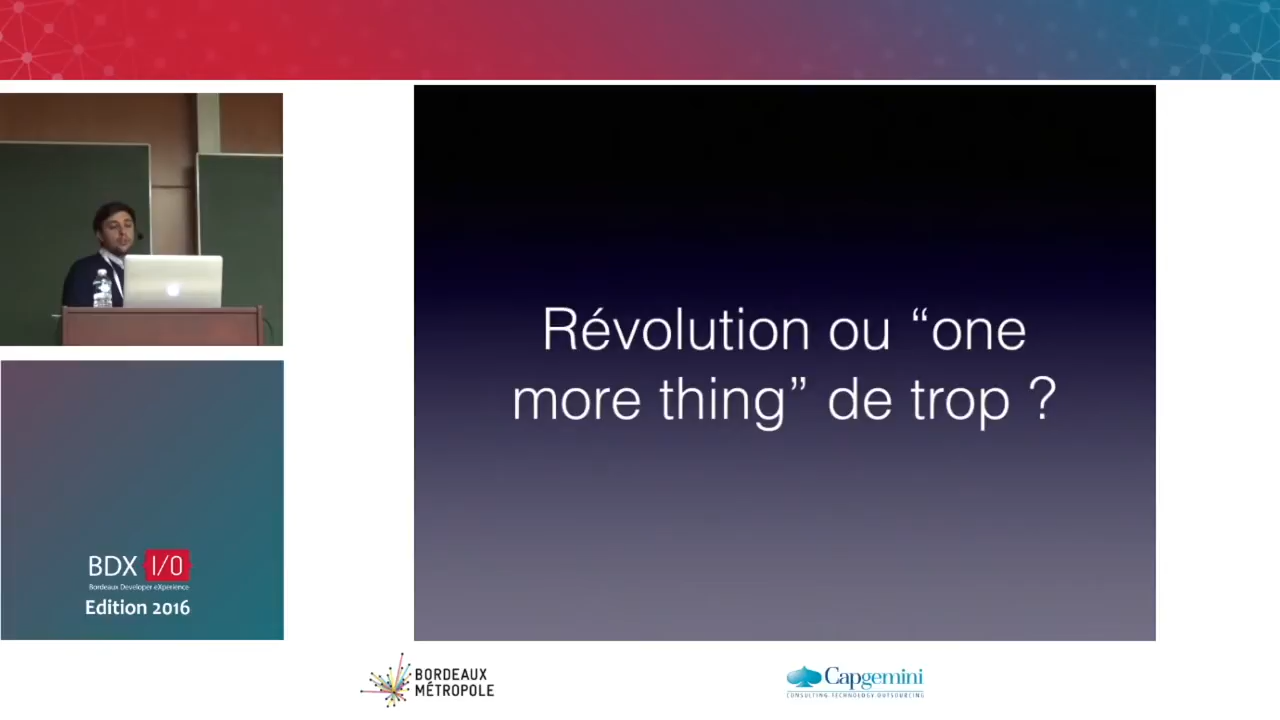 Révolution ou “one
more thing” de trop ?
BDX I/O
Bordeaux Developer eXperience
Edition 2016
BORDEAUX
MÉTROPOLE
Capgemini
CONSULTING.TECHNOLOGY.OUTSOURCING